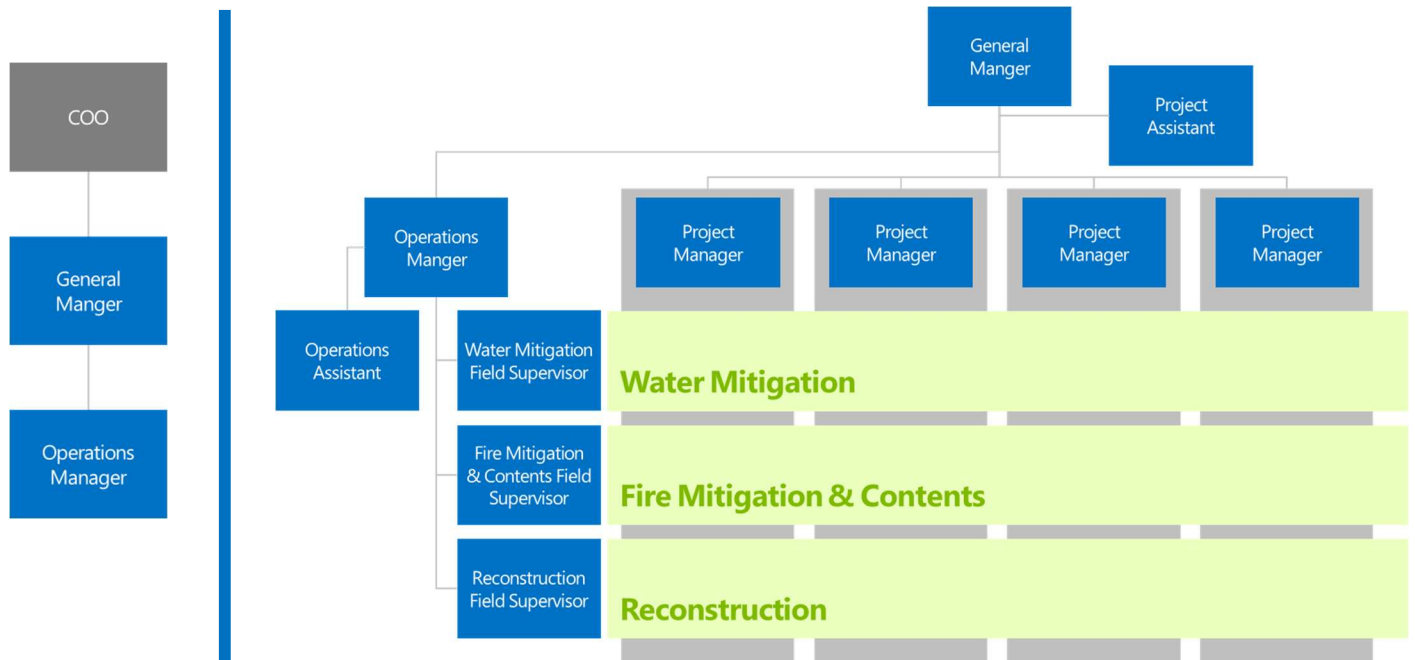 COO
General
Manger
Operations
Manager
General
Manger
Project
Assistant
Operations
Manger
Project
Manager
Project
Manager
Project
Manager
Project
Manager
Operations
Assistant
Water Mitigation
Field Supervisor
Water Mitigation
Fire Mitigation
& Contents Field
Supervisor
Fire Mitigation & Contents
Reconstruction
Field Supervisor
Reconstruction